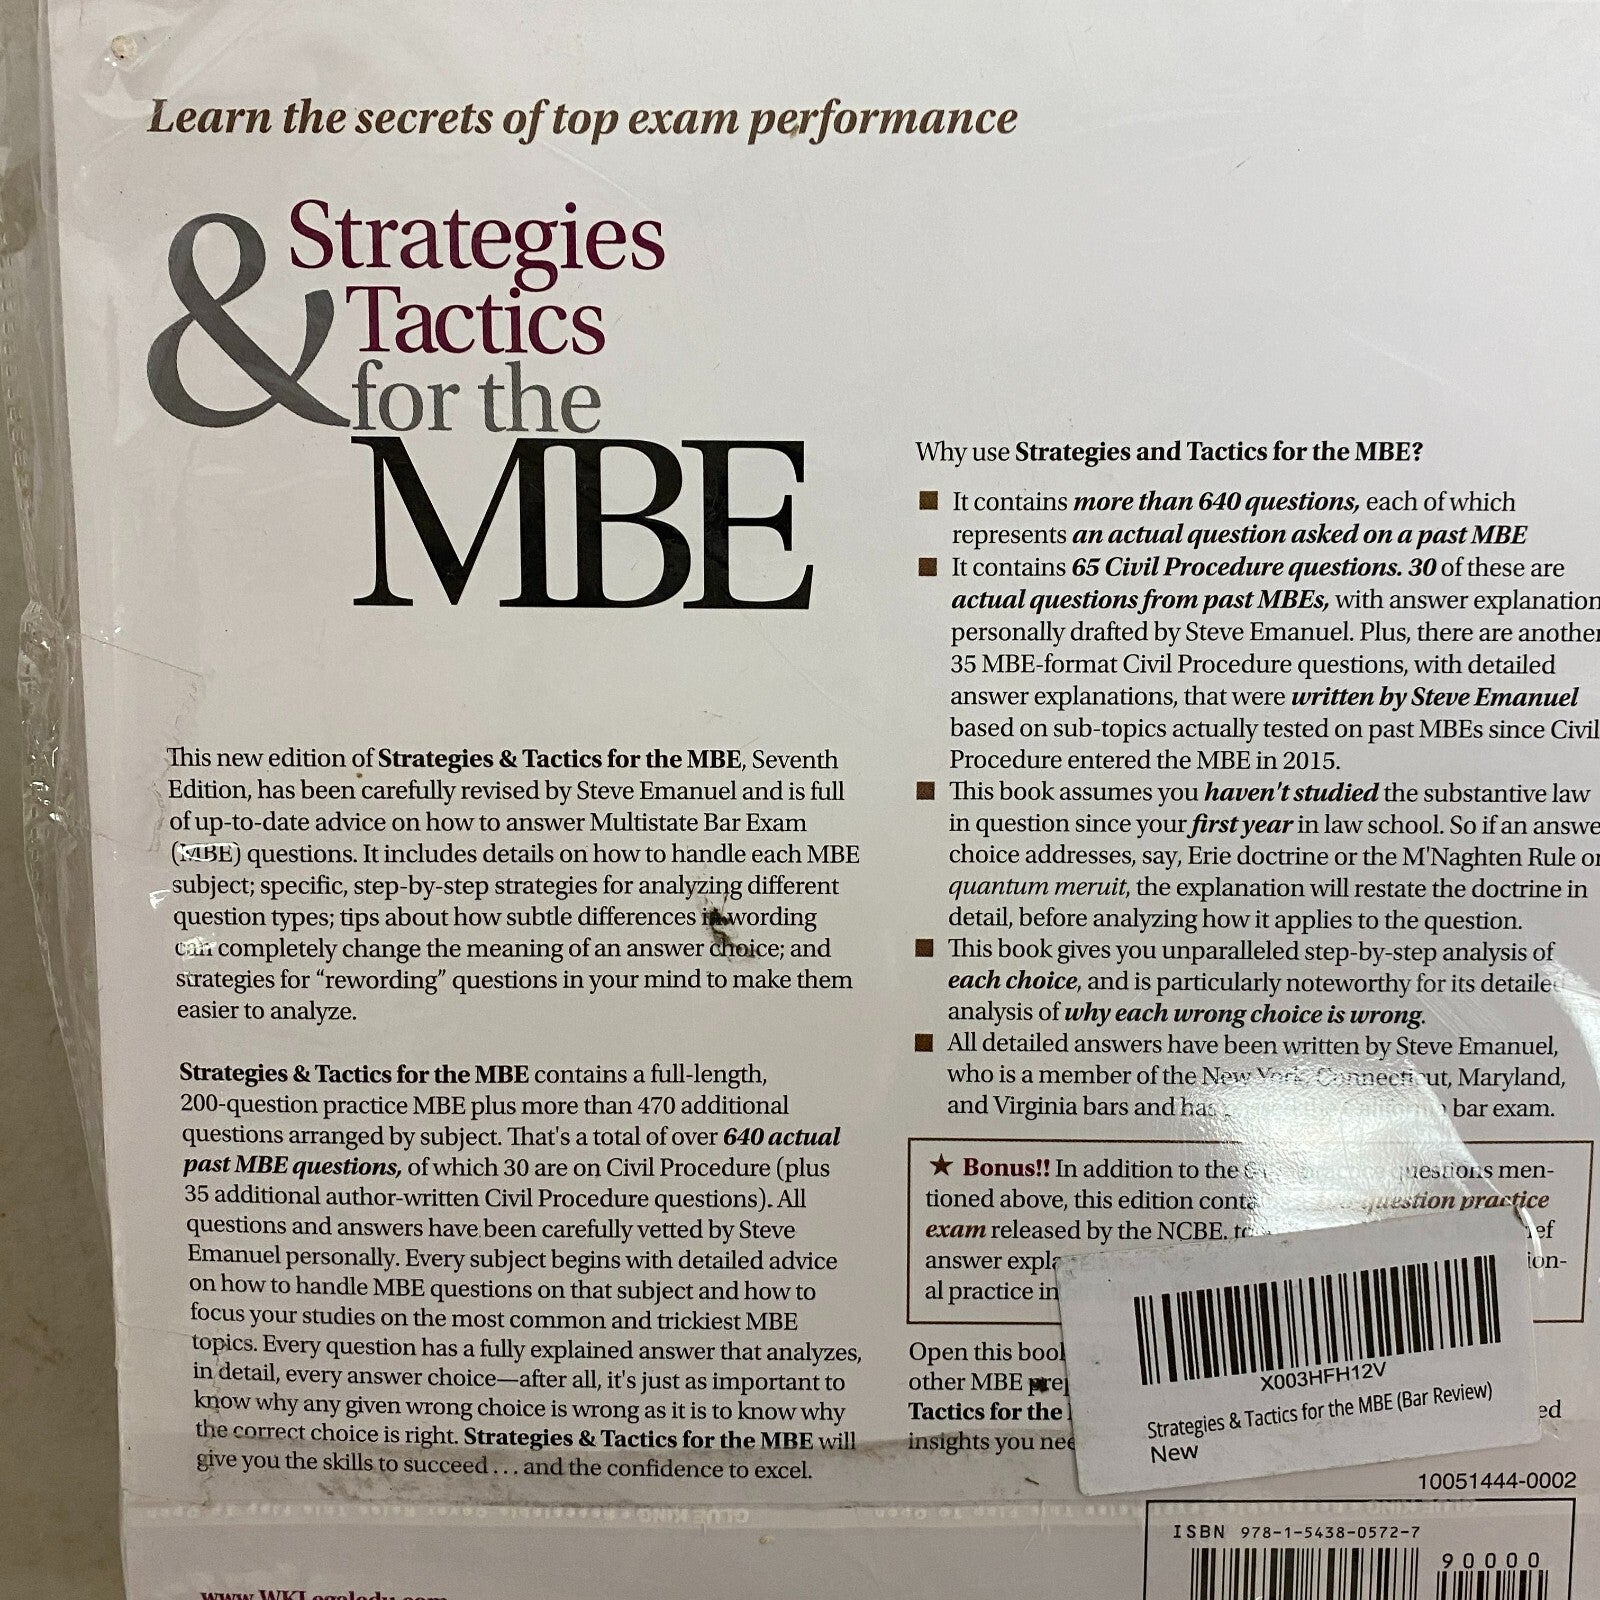 Learn the secrets of top exam performance
Strategies
& Tactics
for the
MBE
This new edition of Strategies & Tactics for the MBE, Seventh
Edition, has been carefully revised by Steve Emanuel and is full
of up-to-date advice on how to answer Multistate Bar Exam
(MBE) questions. It includes details on how to handle each MBE
subject; specific, step-by-step strategies for analyzing different
question types; tips about how subtle differences in wording
can completely change the meaning of an answer choice; and
strategies for “rewording” questions in your mind to make them
easier to analyze.
Strategies & Tactics for the MBE contains a full-length,
200-question practice MBE plus more than 470 additional
questions arranged by subject. That's a total of over 640 actual
past MBE questions, of which 30 are on Civil Procedure (plus
35 additional author-written Civil Procedure questions). All
questions and answers have been carefully vetted by Steve
Emanuel personally. Every subject begins with detailed advice
on how to handle MBE questions on that subject and how to
focus your studies on the most common and trickiest MBE
topics. Every question has a fully explained answer that analyzes,
in detail, every answer choice—after all, it's just as important to
know why any given wrong choice is wrong as it is to know why
the correct choice is right. Strategies & Tactics for the MBE will
give you the skills to succeed . . . and the confidence to excel.
www.WKLegaledu.com
Why use Strategies and Tactics for the MBE?
It contains more than 640 questions, each of which
represents an actual question asked on a past MBE
It contains 65 Civil Procedure questions. 30 of these are
actual questions from past MBEs, with answer explanation
personally drafted by Steve Emanuel. Plus, there are another
35 MBE-format Civil Procedure questions, with detailed
answer explanations, that were written by Steve Emanuel
based on sub-topics actually tested on past MBEs since Civil
Procedure entered the MBE in 2015.
This book assumes you haven't studied the substantive law
in question since your first year in law school. So if an answe
choice addresses, say, Erie doctrine or the M'Naghten Rule or
quantum meruit, the explanation will restate the doctrine in
detail, before analyzing how it applies to the question.
This book gives you unparalleled step-by-step analysis of
each choice, and is particularly noteworthy for its detailed
analysis of why each wrong choice is wrong.
All detailed answers have been written by Steve Emanuel,
who is a member of the New York, Connecticut, Maryland,
and Virginia bars and has the California bar exam.
★ Bonus!! In addition to the questions men-
tioned above, this edition question practice
exam released by the NCBE, ef
answer expla ion-
al practice in
Open this book
other MBE prep
Tactics for the ed
insights you nee
X003HFH12V
Strategies & Tactics for the MBE (Bar Review)
New
10051444-0002
ISBN 978-1-5438-0572-7
90000